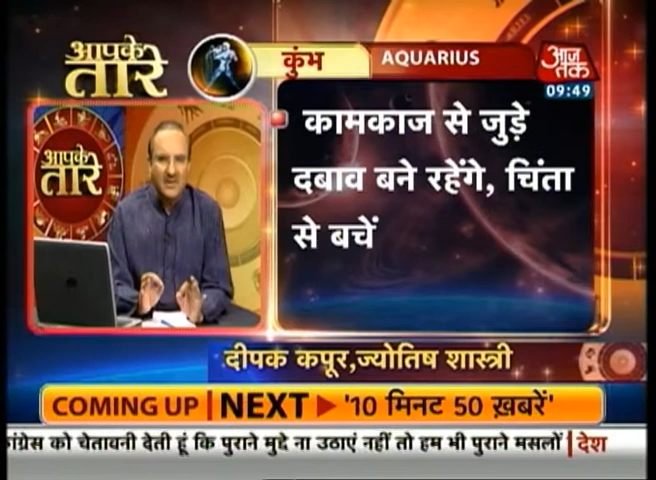 आपके
तारे
कुंभ
AQUARIUS
आज
तक
09:49
आपके
तारे
कामकाज से जुड़े
दबाव बने रहेंगे, चिंता
से बचें
दीपक कपूर,ज्योतिष शास्त्री
COMING UP NEXT '10 मिनट 50 ख़बरें'
को चेतावनी देती हूं कि पुराने मुद्दे ना उठाएं नहीं तो हम भी पुराने मसलों | देश